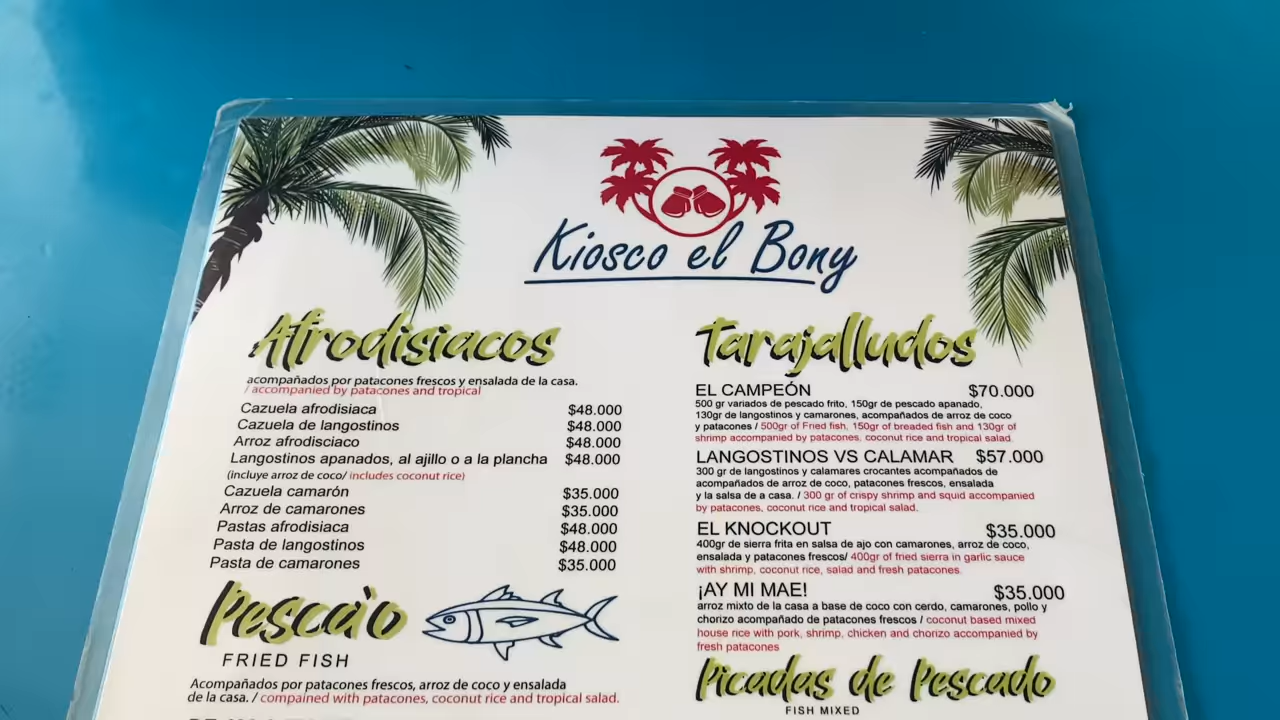 Kiosco el Bony
Afrodisiacos
acompañados por patacones frescos y ensalada de la casa.
/ accompanied by patacones and tropical
Cazuela afrodisiaca $48.000
Cazuela de langostinos $48.000
Arroz afrodisciaco $48.000
Langostinos apanados, al ajillo o a la plancha $48.000
(incluye arroz de coco/ includes coconut rice)
Cazuela camarón $35.000
Arroz de camarones $35.000
Pastas afrodisiaca $48.000
Pasta de langostinos $48.000
Pasta de camarones $35.000
Pesca'o
FRIED FISH
Acompañados por patacones frescos, arroz de coco y ensalada
de la casa. / compained with patacones, coconut rice and tropical salad.
Tarajalludos
EL CAMPEÓN $70.000
500 gr variados de pescado frito, 150gr de pescado apanado,
130gr de langostinos y camarones, acompañados de arroz de coco
y patacones / 500gr of Fried fish, 150gr of breaded fish and 130gr of
shrimp accompanied by patacones, coconut rice and tropical salad.
LANGOSTINOS VS CALAMAR $57.000
300 gr de langostinos y calamares crocantes acompañados de
acompañados de arroz de coco, patacones frescos, ensalada
y la salsa de a casa. / 300 gr of crispy shrimp and squid accompanied
by patacones, coconut rice and tropical salad.
EL KNOCKOUT $35.000
400gr de sierra frita en salsa de ajo con camarones, arroz de coco,
ensalada y patacones frescos/ 400gr of fried sierra in garlic sauce
with shrimp, coconut rice, salad and fresh patacones.
¡AY MI MAE! $35.000
arroz mixto de la casa a base de coco con cerdo, camarones, pollo y
chorizo acompañado de patacones frescos / coconut based mixed
house rice with pork, shrimp, chicken and chorizo accompanied by
fresh patacones
Picadas de Pescado
FISH MIXED